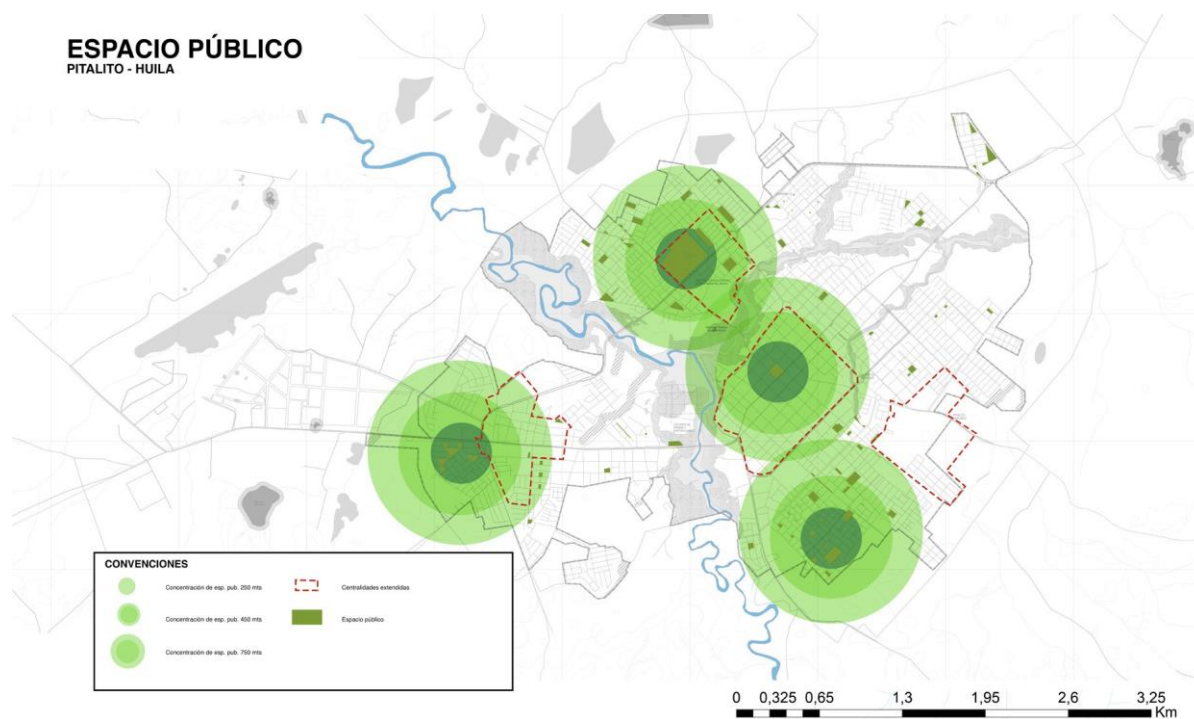 ESPACIO PÚBLICO
PITALITO - HUILA
CONVENCIONES
Concentración de esp. pub. 250 mts
Centralidades extendidas
Concentración de esp. pub. 450 mts
Espacio público
Concentración de esp. pub. 750 mts
0 0,325 0,65 1,3 1,95 2,6 3,25
Km